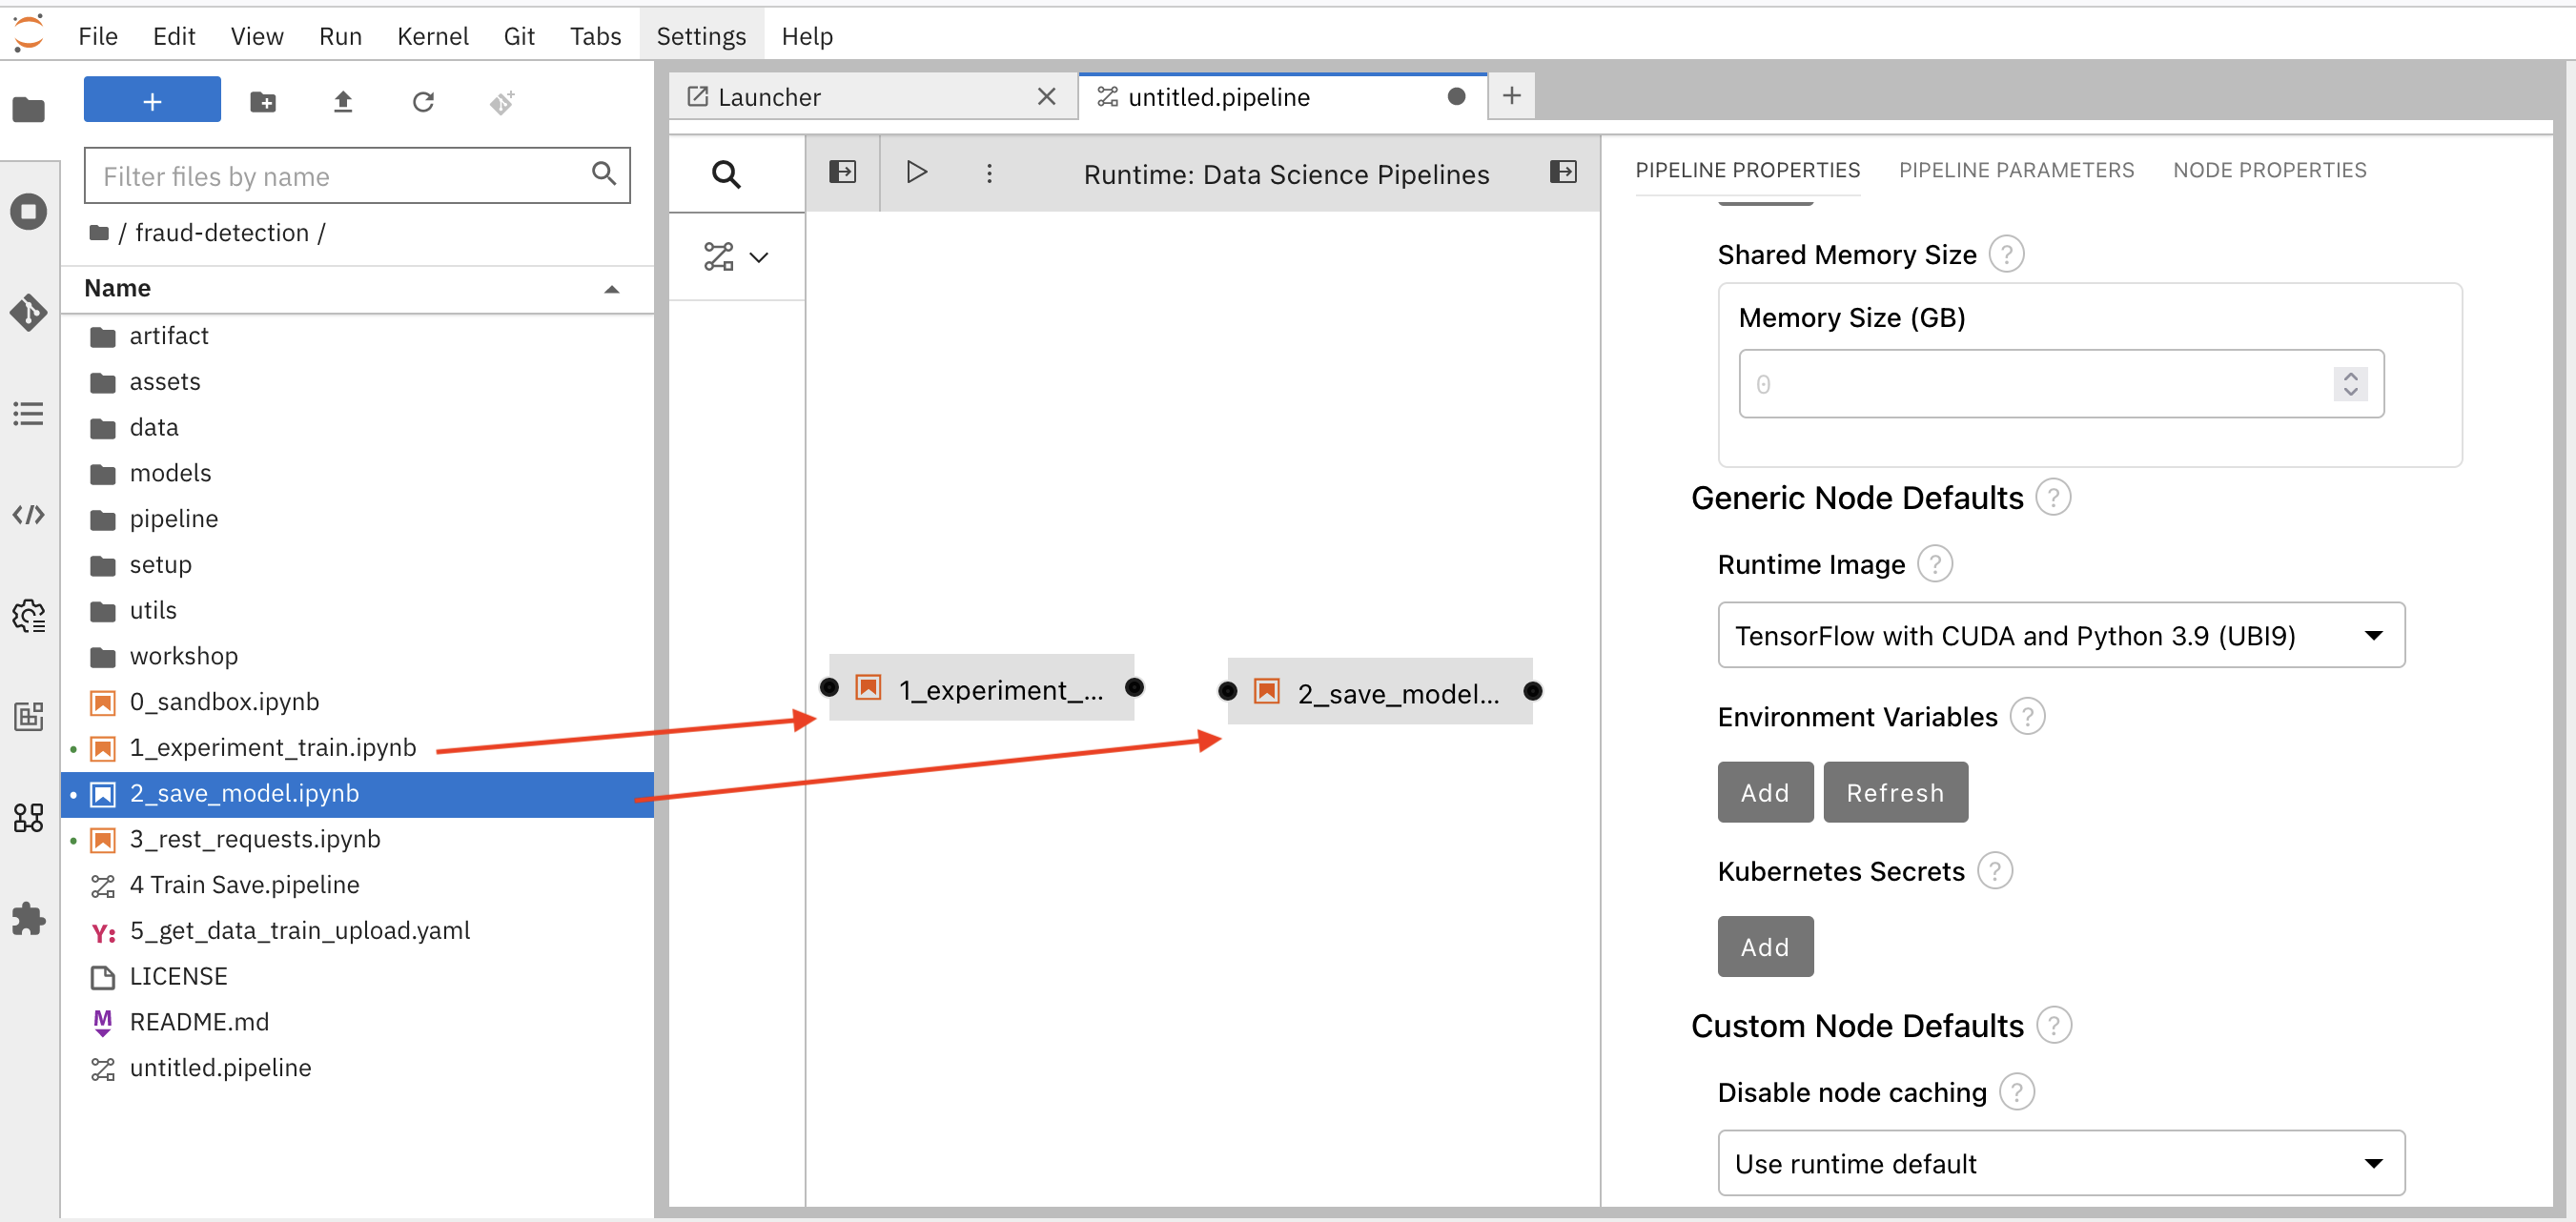 File Edit View Run Kernel Git Tabs Settings Help
+
Filter files by name
/ fraud-detection /
Name
artifact
assets
data
models
pipeline
setup
utils
workshop
0_sandbox.ipynb
1_experiment_train.ipynb
2_save_model.ipynb
3_rest_requests.ipynb
4 Train Save.pipeline
Y: 5_get_data_train_upload.yaml
LICENSE
M README.md
untitled.pipeline
Launcher
untitled.pipeline
+
Runtime: Data Science Pipelines
1_experiment_...
2_save_model...
PIPELINE PROPERTIES PIPELINE PARAMETERS NODE PROPERTIES
Shared Memory Size ?
Memory Size (GB)
0
Generic Node Defaults ?
Runtime Image ?
TensorFlow with CUDA and Python 3.9 (UBI9)
Environment Variables ?
Add Refresh
Kubernetes Secrets ?
Add
Custom Node Defaults ?
Disable node caching ?
Use runtime default